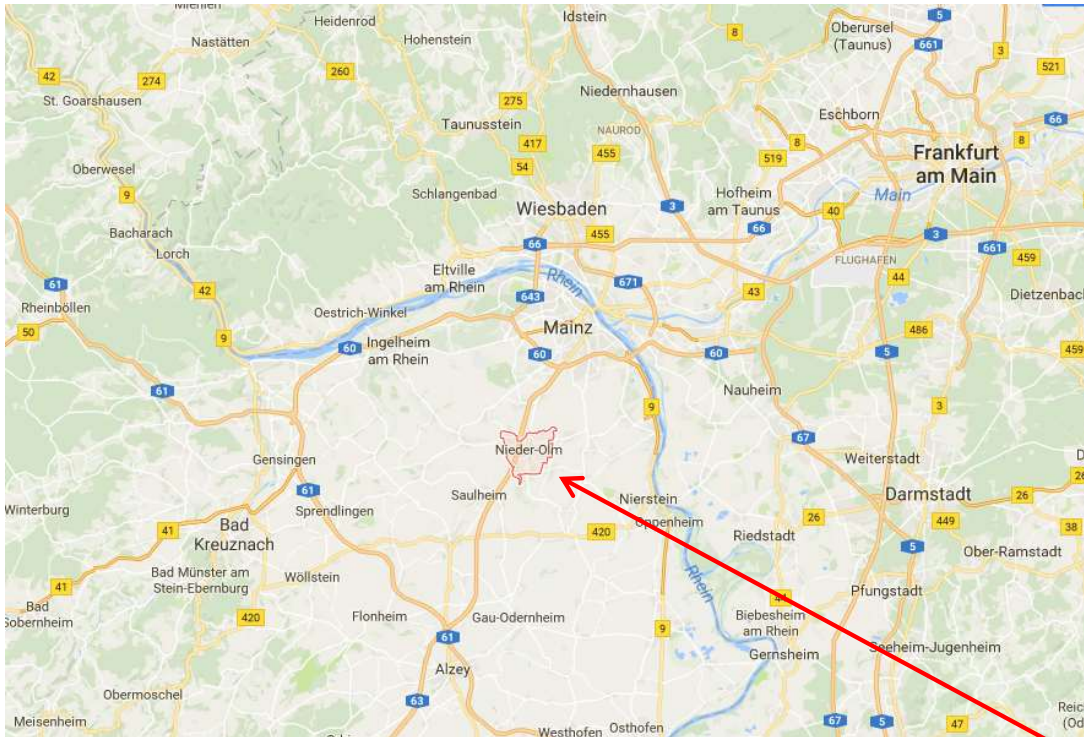 Miehlen
Heidenrod
Idstein
5
Oberursel
(Taunus)
Nastätten
Hohenstein
8
661
3
42
274
260
Niedernhausen
521
St. Goarshausen
275
Eschborn
66
Taunusstein
NAUROD
417
455
8
8
Frankfurt
am Main
Oberwesel
54
519
9
Schlangenbad
Hofheim
am Taunus
Main
Wiesbaden
3
40
Bacharach
66
455
66
3
661
Lorch
FLUGHAFEN
459
61
Eltville
am Rhein
Rhein
671
44
42
643
43
Dietzenbach
Rheinböllen
Oestrich-Winkel
50
9
Mainz
486
60
Ingelheim
am Rhein
60
60
5
459
61
Nauheim
9
3
67
Nieder-Olm
Gensingen
Weiterstadt
26
61
Saulheim
Nierstein
Darmstadt
26
Winterburg
Sprendlingen
Oppenheim
26
449
38
41
Bad
Kreuznach
420
Riedstadt
5
Ober-Ramstadt
Bad Münster am
Stein-Ebernburg
Wöllstein
Rhein
41
Pfungstadt
44
Bad
Sobernheim
420
Flonheim
Gau-Odernheim
Biebesheim
am Rhein
9
61
Gernsheim
Seeheim-Jugenheim
Alzey
Obermoschel
63
Meisenheim
67
5
47
Westhofen
Osthofen